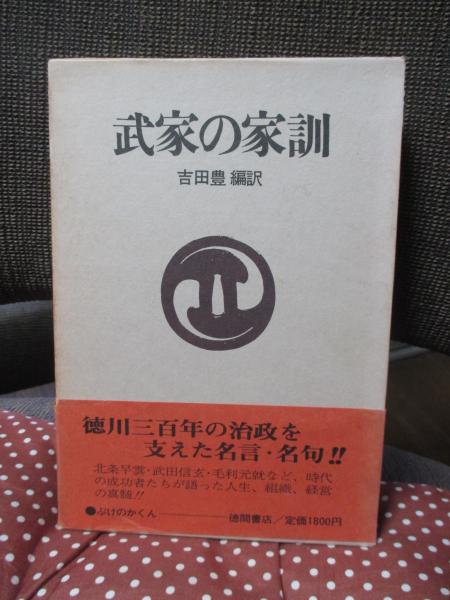 武家の家訓
吉田豊 編訳
徳川三百年の治政を
支えた名言・名句!!
北条早雲・武田信玄・毛利元就など、時代
の成功者たちが語った人生、組織、経営
の真髄!!
●ぶけのかくん———徳間書店/定価1800円